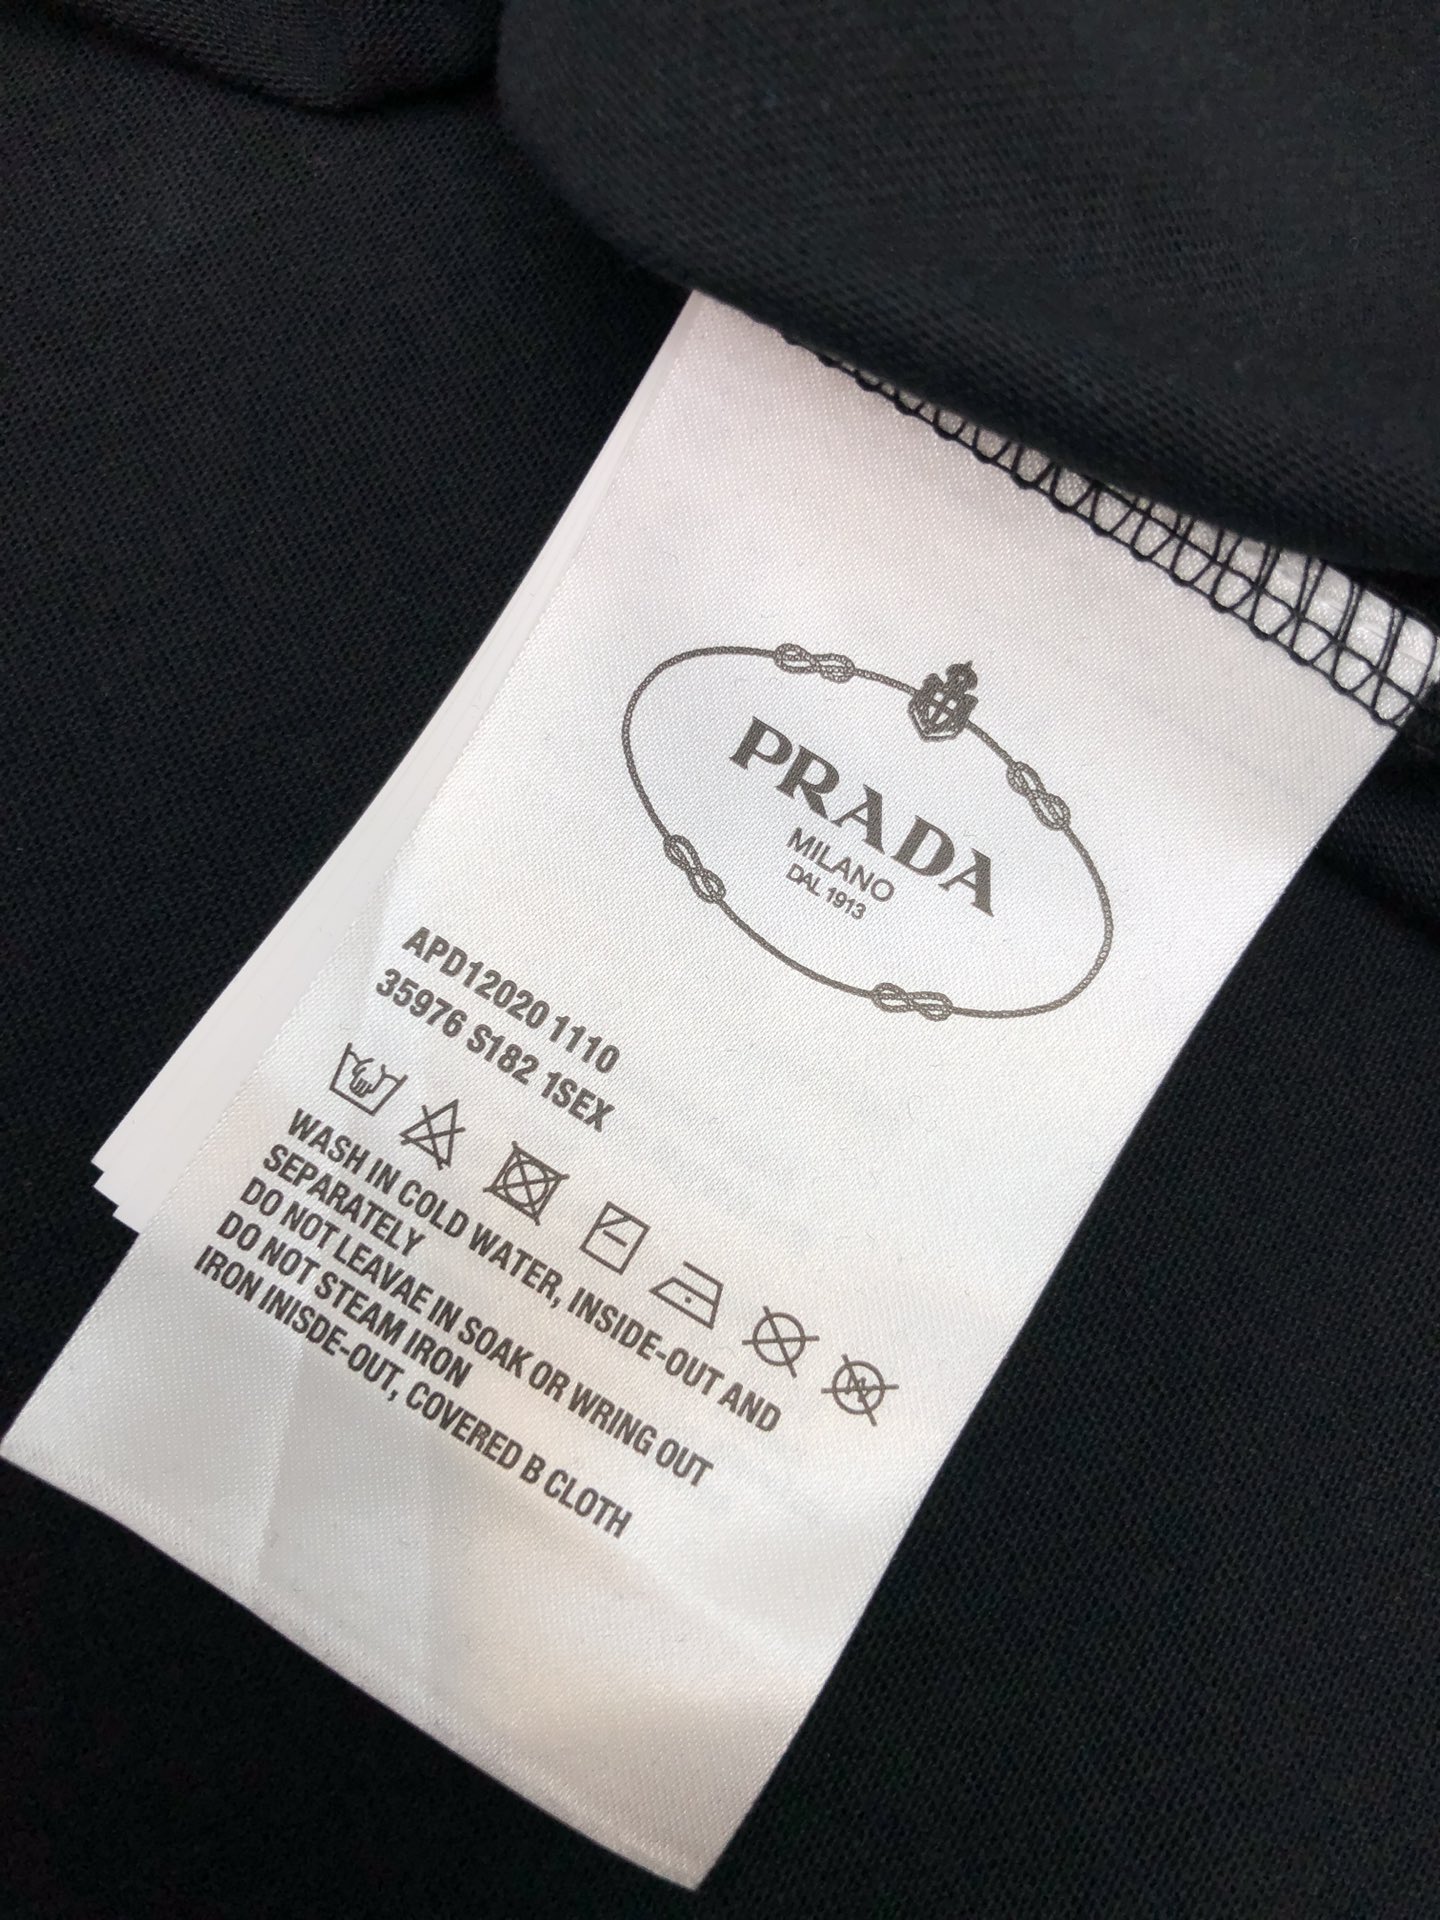 PRADA
MILANO
DAL 1913
APD12020 1110
35976 S182 1SEX
WASH IN COLD WATER, INSIDE-OUT AND
SEPARATELY
DO NOT LEAVAE IN SOAK OR WRING OUT
DO NOT STEAM IRON
IRON INISDE-OUT, COVERED B CLOTH